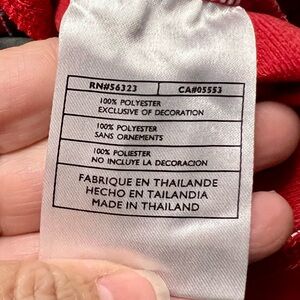 RN#56323 CA#05553
100% POLYESTER
EXCLUSIVE OF DECORATION
100% POLYESTER
SANS ORNEMENTS
100% POLIESTER
NO INCLUYE LA DECORACION
FABRIQUE EN THAILANDE
HECHO EN TAILANDIA
MADE IN THAILAND